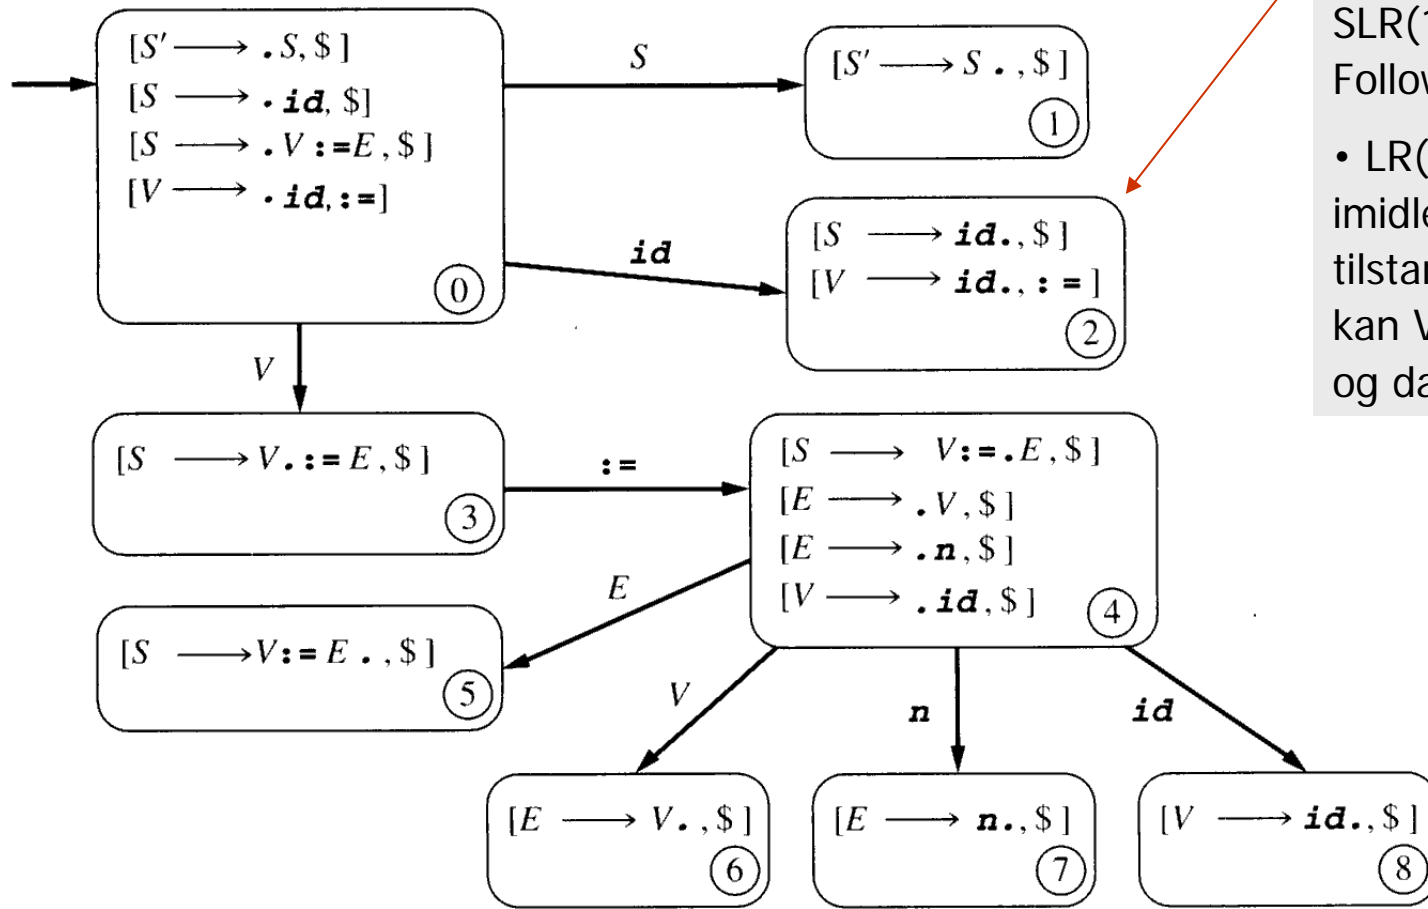 [S' ⟶ .S, $]
[S ⟶ .id, $]
[S ⟶ .V :=E, $]
[V ⟶ .id, :=]
0
S
[S' ⟶ S ., $]
1
id
[S ⟶ id., $]
[V ⟶ id., : =]
2
V
[S ⟶ V. := E, $]
3
:=
[S ⟶ V:=.E, $]
[E ⟶ .V, $]
[E ⟶ .n, $]
[V ⟶ .id, $]
4
E
[S ⟶ V:= E ., $]
5
V
n
id
[E ⟶ V., $]
6
[E ⟶ n., $]
7
[V ⟶ id., $]
8
SLR(
Follow
• LR(
imidle
tilsta
kan V
og da